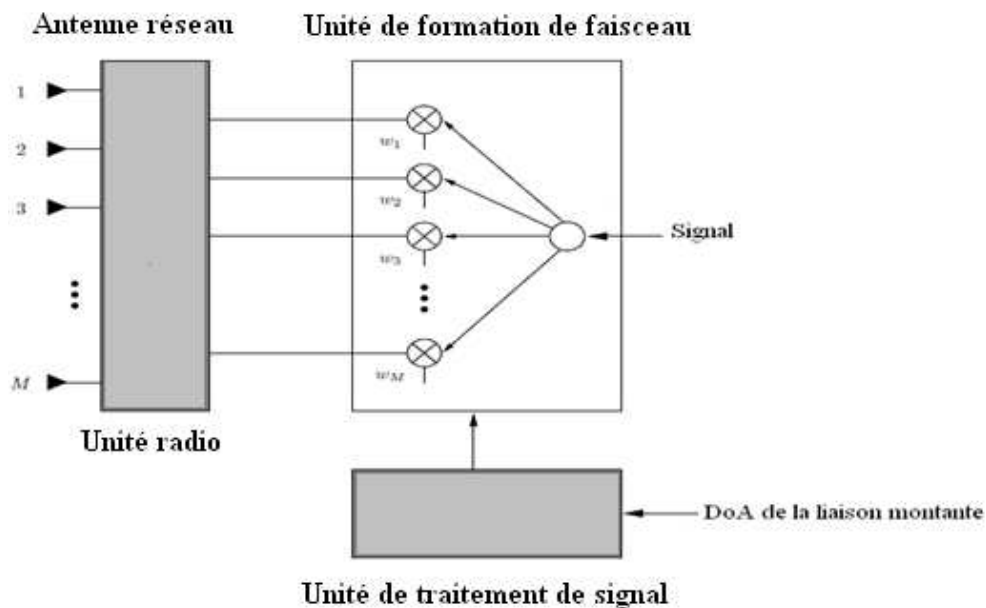 Antenne réseau
Unité de formation de faisceau
1
2
3
M
w1
w2
w3
wM
Signal
Unité radio
DoA de la liaison montante
Unité de traitement de signal